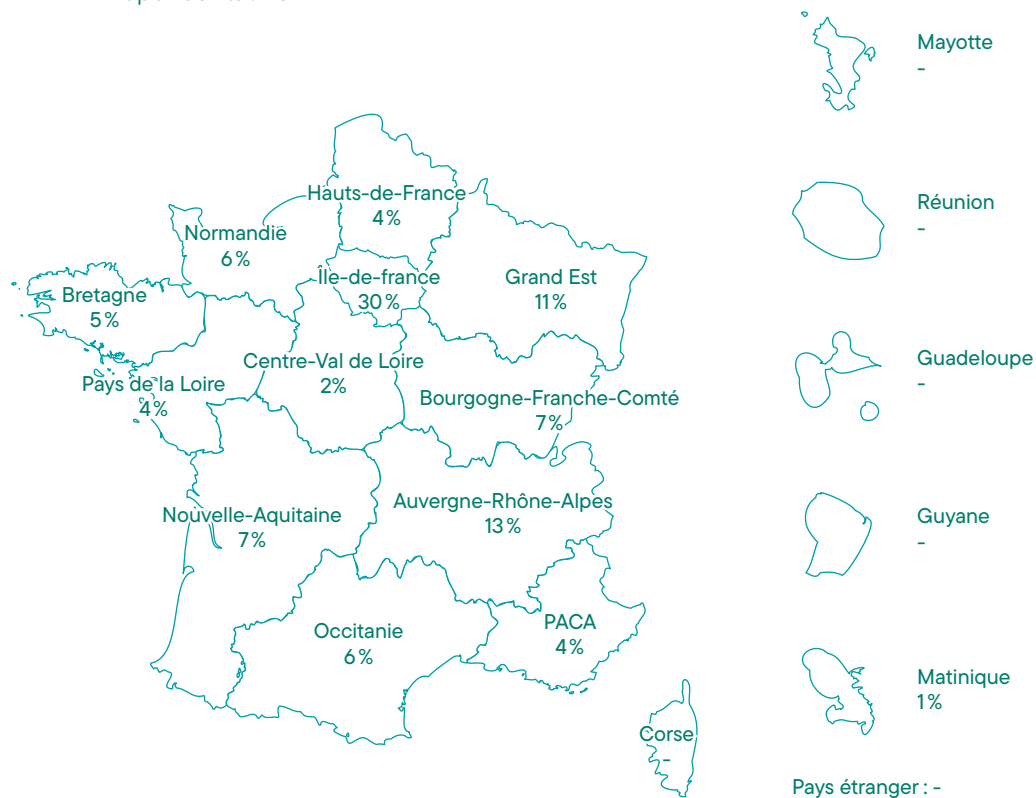 Mayotte
-
Hauts-de-France
4 %
Réunion
-
Normandie
6 %
Île-de-france
30 %
Grand Est
11 %
Bretagne
5 %
Guadeloupe
-
Centre-Val de Loire
2 %
Pays de la Loire
4 %
Bourgogne-Franche-Comté
7 %
Auvergne-Rhône-Alpes
13 %
Nouvelle-Aquitaine
7 %
Guyane
-
PACA
4 %
Occitanie
6 %
Matinique
1 %
Corse
-
Pays étranger : -